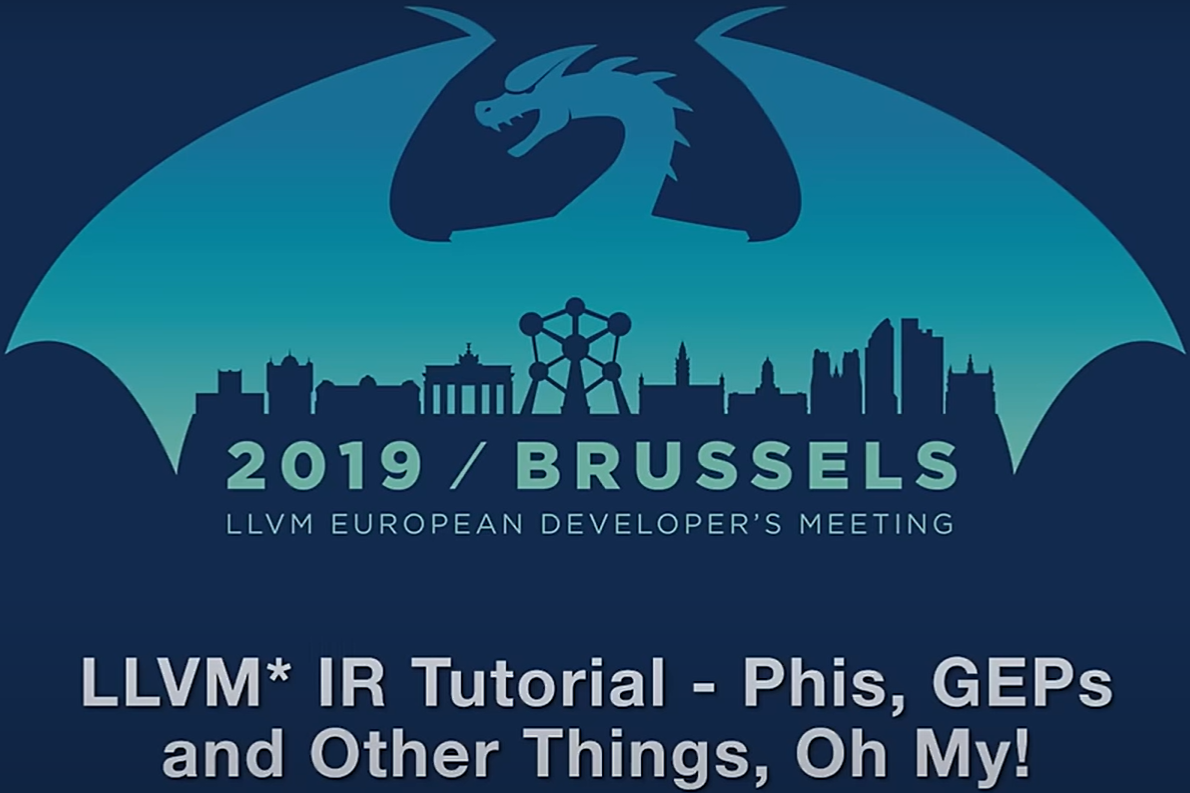 2019 / BRUSSELS
LLVM EUROPEAN DEVELOPER'S MEETING
LLVM* IR Tutorial - Phis, GEPs
and Other Things, Oh My!